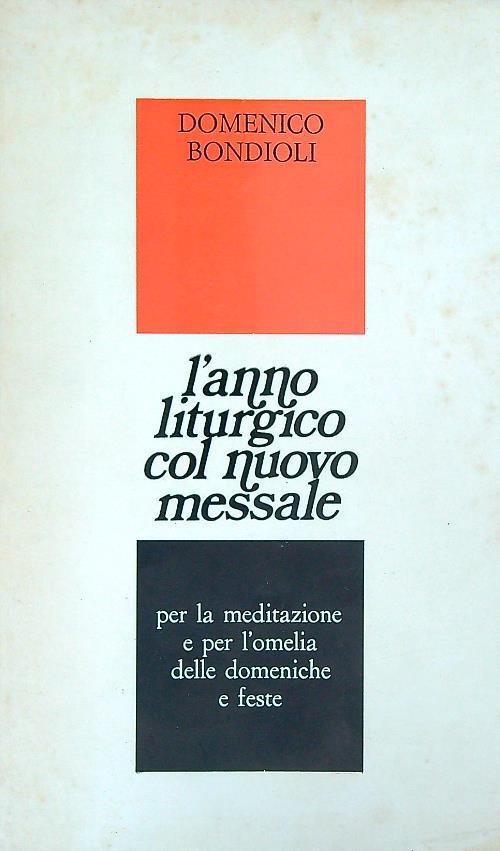 DOMENICO
BONDIOLI
l'anno
liturgico
col nuovo
messale
per la meditazione
e per l'omelia
delle domeniche
e feste